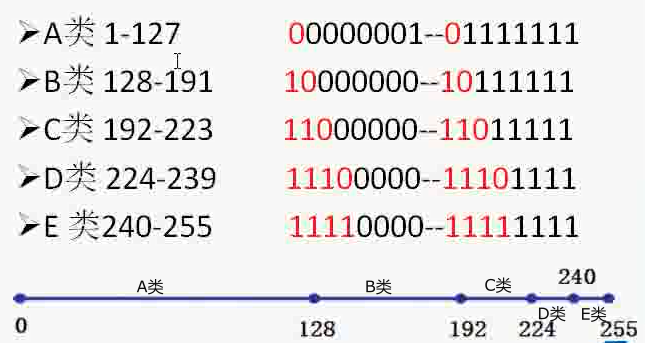 ➢A类 1-127 00000001--01111111
➢B类 128-191 10000000--10111111
➢C类 192-223 11000000--11011111
➢D类 224-239 11100000--11101111
➢E 类240-255 11110000--11111111
A类 B类 C类 240
D类 E类
0 128 192 224 255